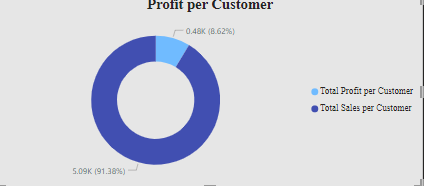 Profit per Customer
0.48K (8.62%)
Total Profit per Customer
Total Sales per Customer
5.09K (91.38%)